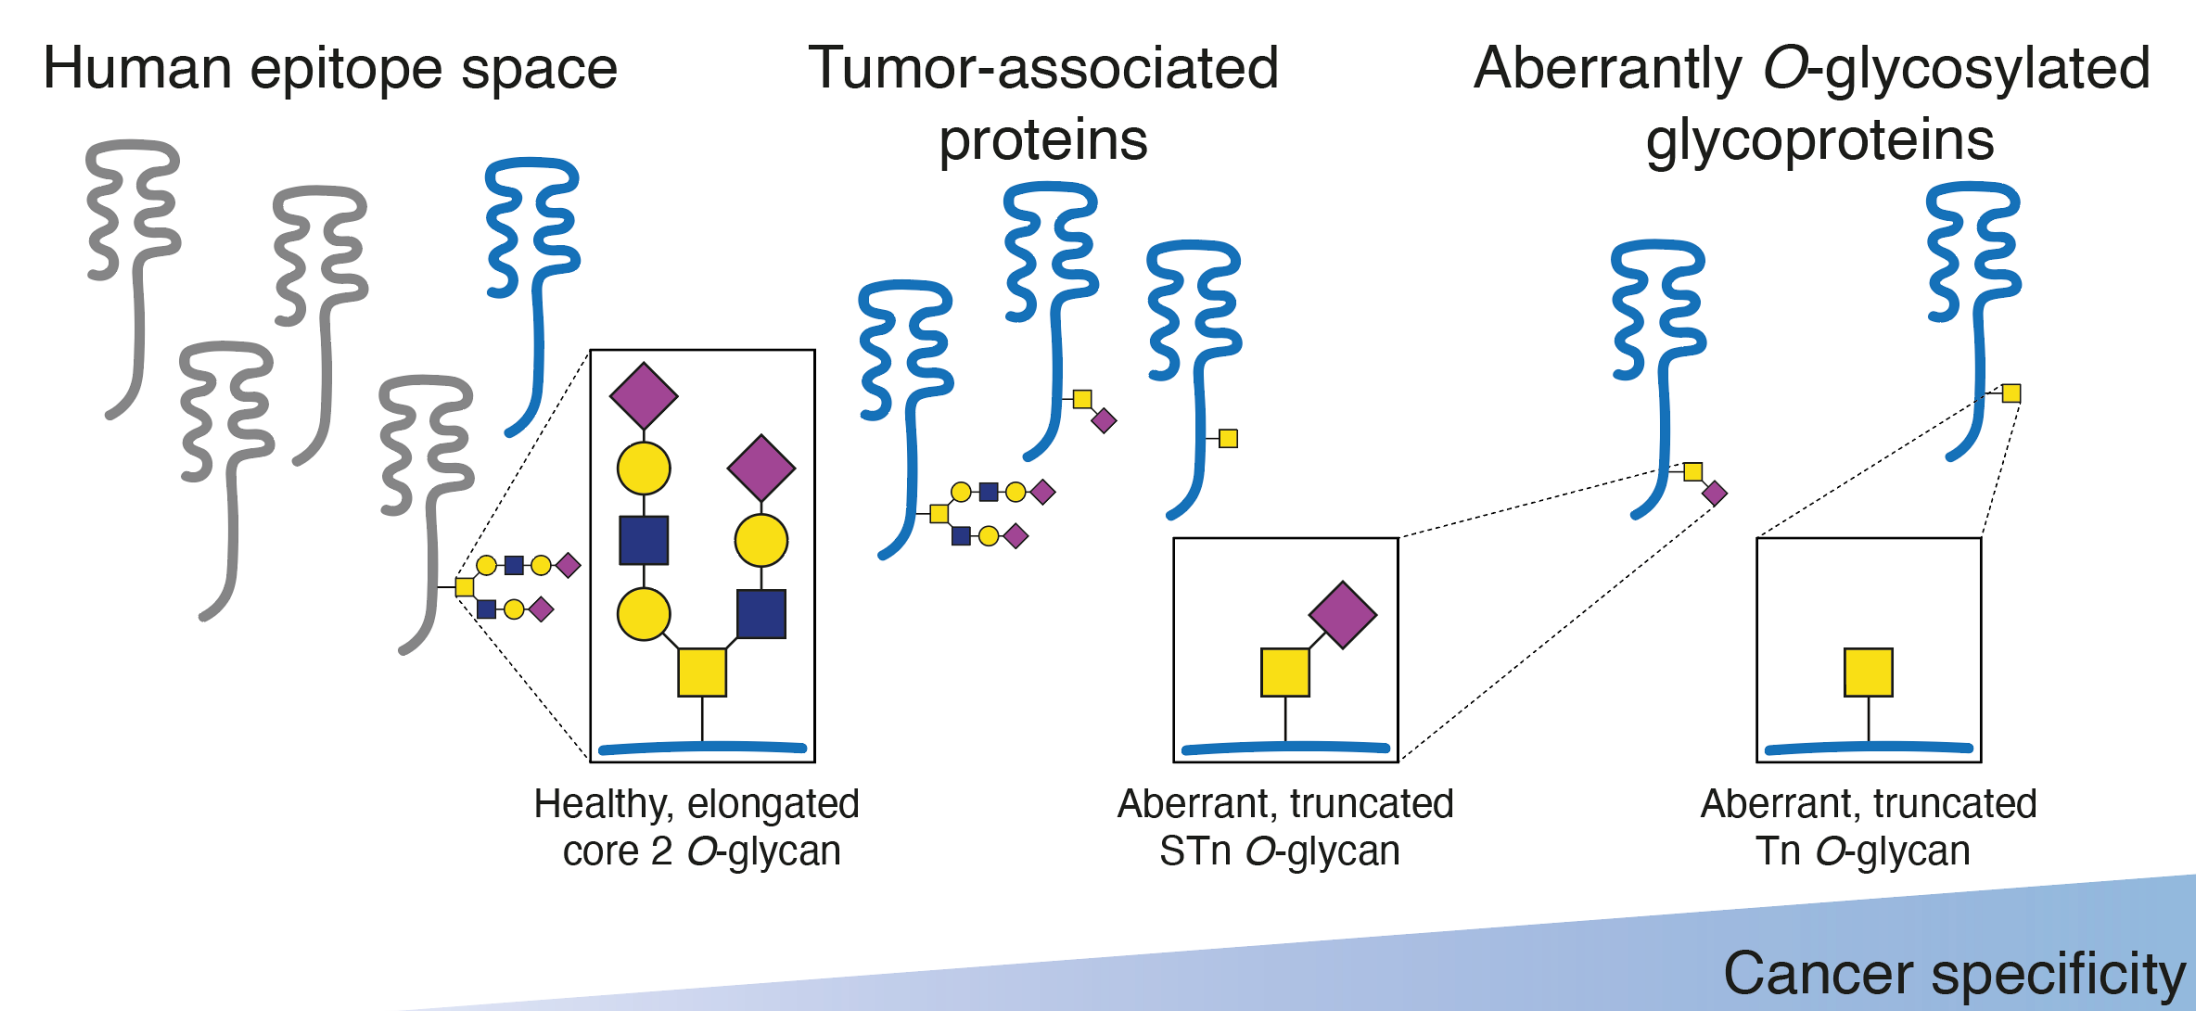 Human epitope space
Tumor-associated
proteins
Aberrantly O-glycosylated
glycoproteins
Healthy, elongated
core 2 O-glycan
Aberrant, truncated
STn O-glycan
Aberrant, truncated
Tn O-glycan
Cancer specificity